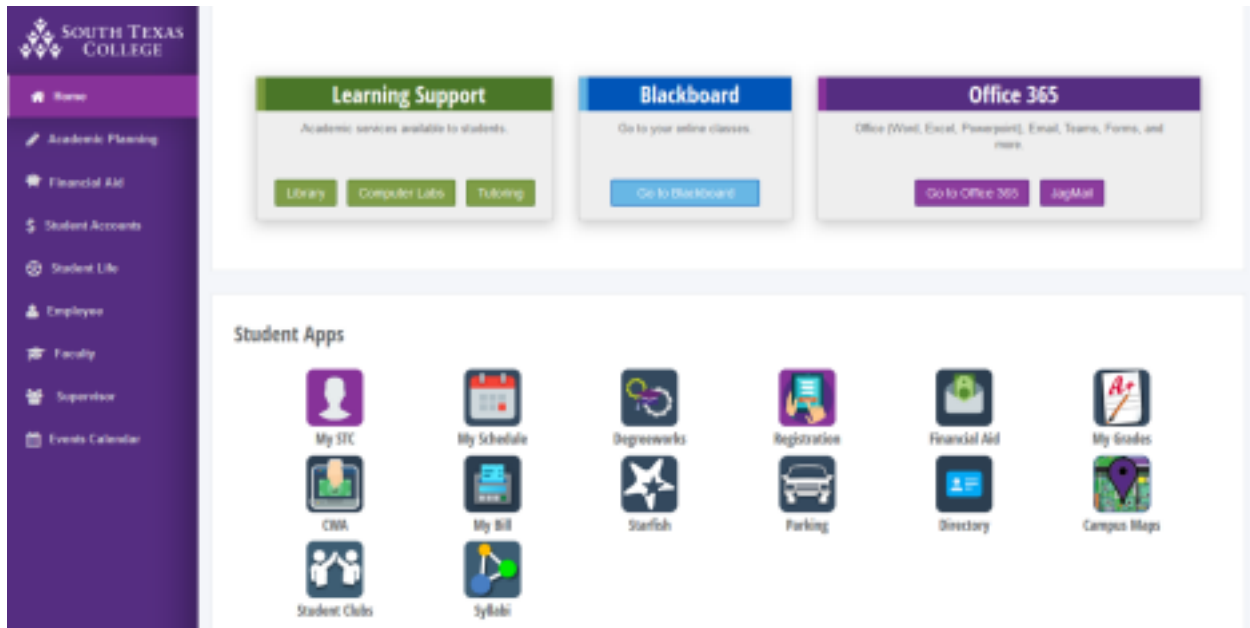 SOUTH TEXAS
COLLEGE
Home
Academic Planning
Financial Aid
$ Student Accounts
Student Life
Employee
Faculty
Supervisor
Events Calendar
Learning Support
Academic services available to students.
Library Computer Labs Tutoring
Blackboard
Go to your online classes.
Go to Blackboard
Office 365
Office (Word, Excel, Powerpoint), Email, Teams, Forms, and
more.
Go to Office 365 JagMail
Student Apps
My STC My Schedule Degreeworks Registration Financial Aid My Grades
A+
CWA My Bill Starfish Parking Directory Campus Maps
Student Clubs Syllabi